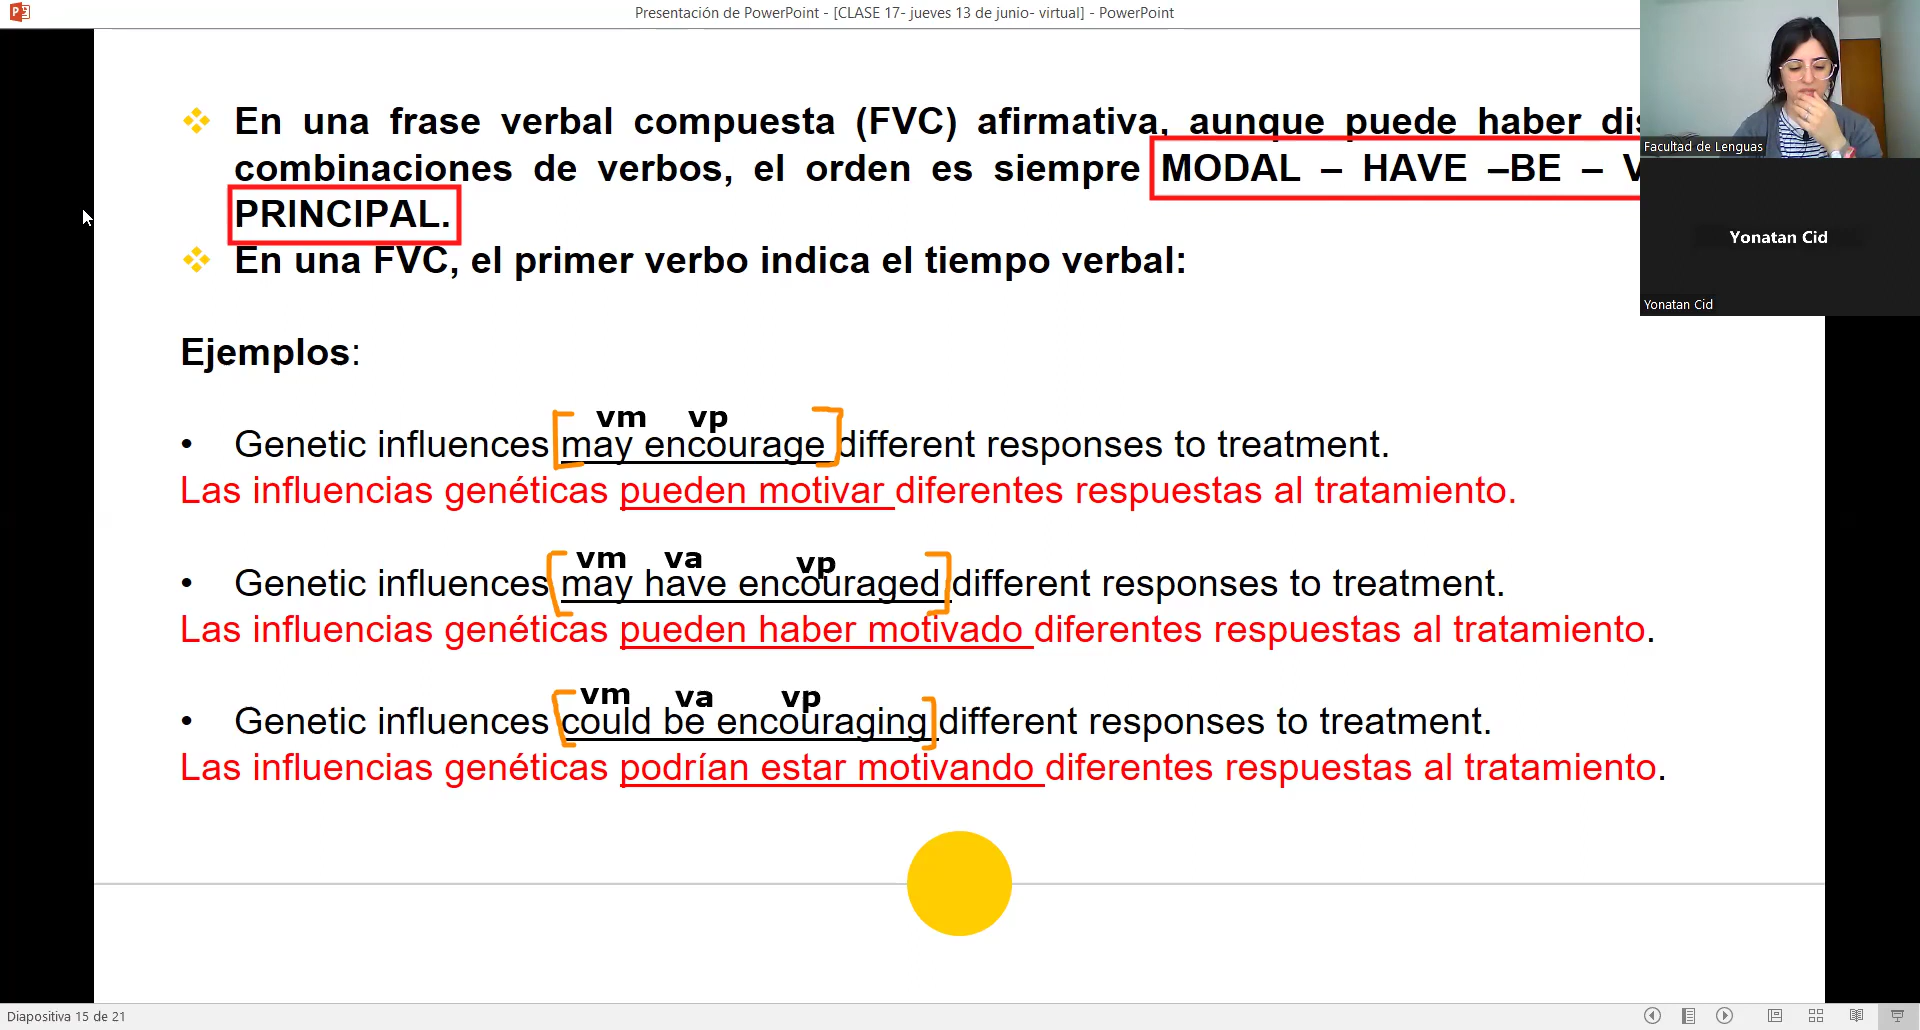 Presentación de PowerPoint - [CLASE 17- jueves 13 de junio- virtual] - PowerPoint
En una frase verbal compuesta (FVC) afirmativa, aunque puede haber
combinaciones de verbos, el orden es siempre MODAL – HAVE –BE –
PRINCIPAL.
En una FVC, el primer verbo indica el tiempo verbal:
Facultad de Lenguas
Yonatan Cid
Yonatan Cid
Ejemplos:
vm vp
• Genetic influences may encourage different responses to treatment.
Las influencias genéticas pueden motivar diferentes respuestas al tratamiento.
vm va vp
• Genetic influences may have encouraged different responses to treatment.
Las influencias genéticas pueden haber motivado diferentes respuestas al tratamiento.
vm va vp
• Genetic influences could be encouraging different responses to treatment.
Las influencias genéticas podrían estar motivando diferentes respuestas al tratamiento.
Diapositiva 15 de 21